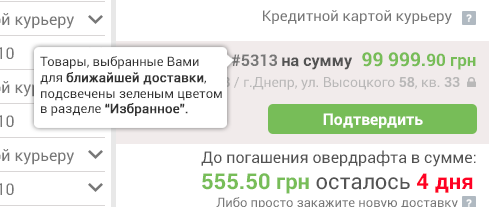 й курьеру
Кредитной картой курьеру ?
10
Товары, выбранные Вами
для ближайшей доставки,
подсвечены зеленым цветом
в разделе “Избранное”.
#5313 на сумму 99 999.90 грн
3 / г.Днепр, ул. Высоцкого 58, кв. 33
Подтвердить
й курьеру
До погашения овердрафта в сумме:
555.50 грн осталось 4 дня
10
Либо просто закажите новую доставку ?